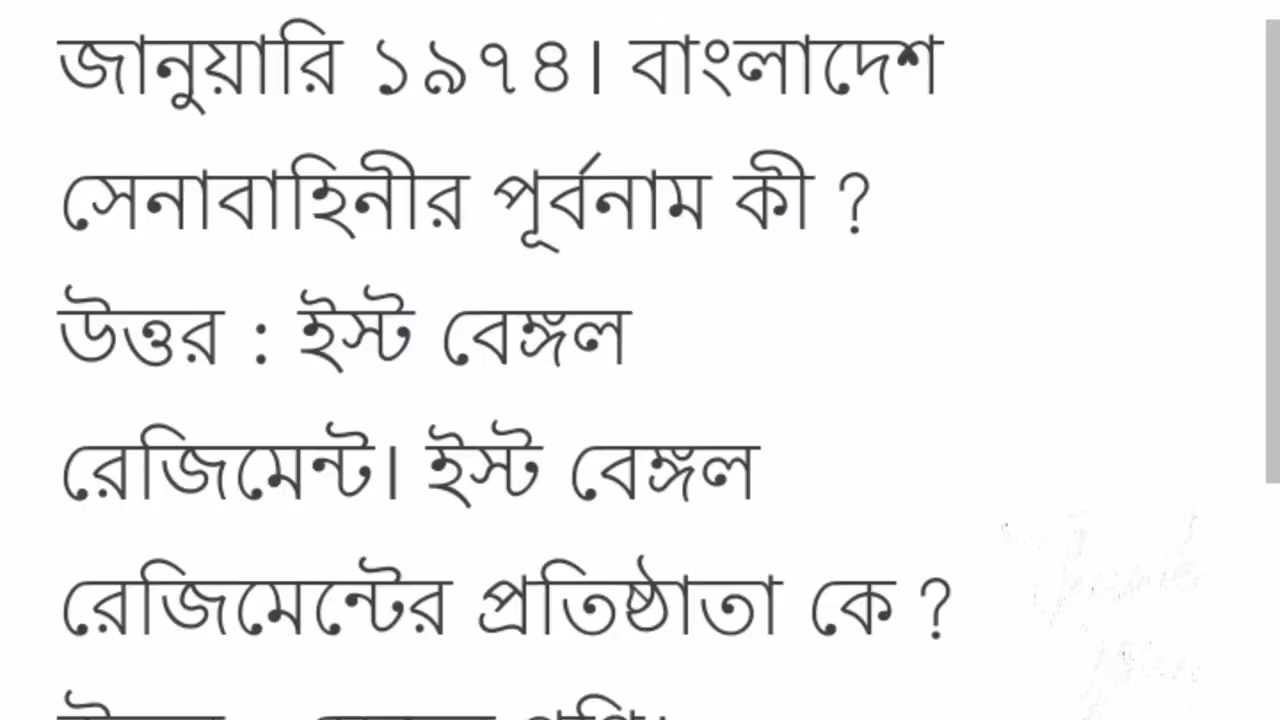 জানুয়ারি ১৯৭৪। বাংলাদেশ
সেনাবাহিনীর পূর্বনাম কী ?
উত্তর : ইস্ট বেঙ্গল
রেজিমেন্ট। ইস্ট বেঙ্গল
রেজিমেন্টের প্রতিষ্ঠাতা কে ?